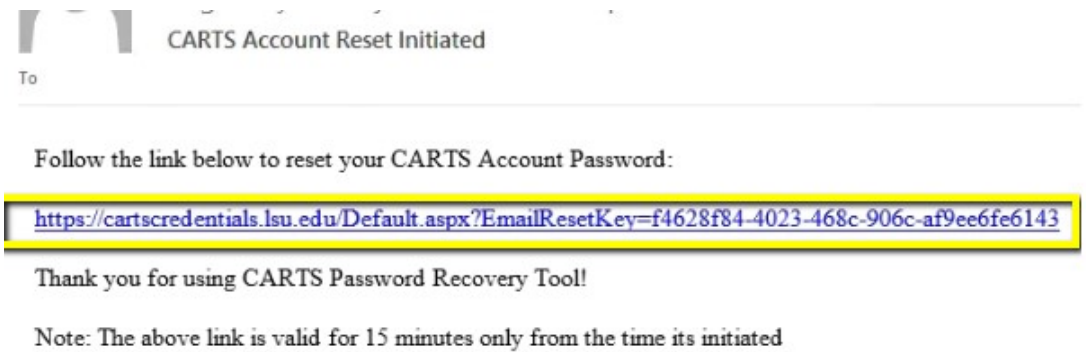 CARTS Account Reset Initiated
To
Follow the link below to reset your CARTS Account Password:
https://cartscredentials.lsu.edu/Default.aspx?EmailResetKey=f4628f84-4023-468c-906c-af9ee6fe6143
Thank you for using CARTS Password Recovery Tool!
Note: The above link is valid for 15 minutes only from the time its initiated